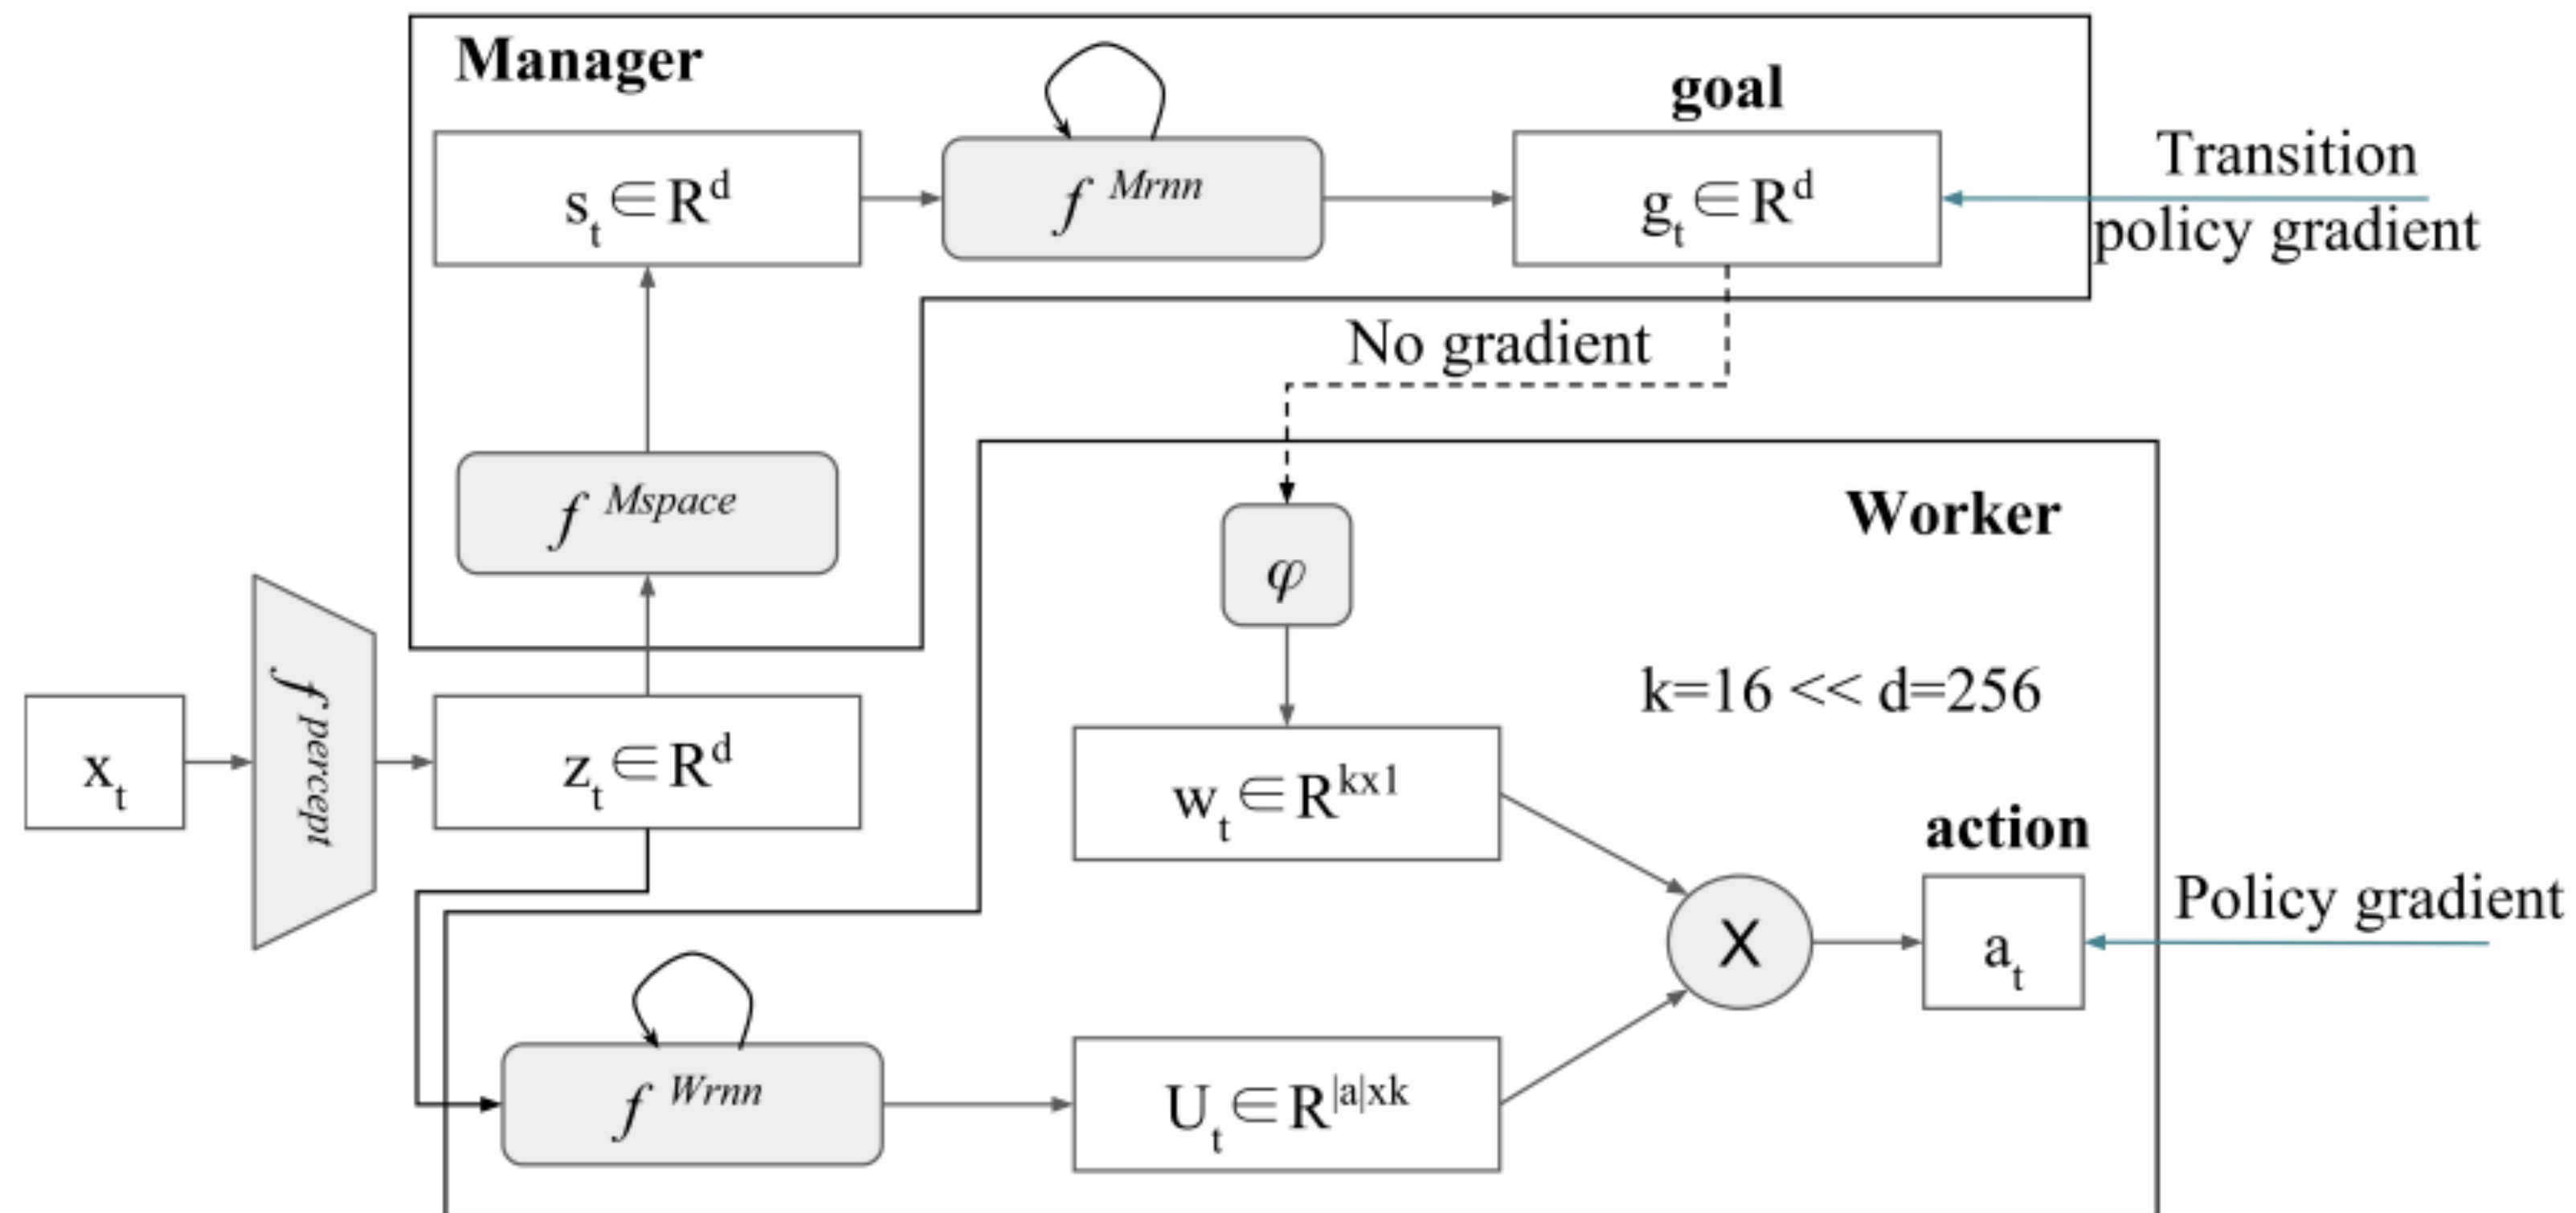 Manager
goal
s_t ∈ R^d
f ^Mrnn
g_t ∈ R^d
Transition
policy gradient
No gradient
f ^Mspace
Worker
φ
k=16 << d=256
x_t
f ^percept
z_t ∈ R^d
w_t ∈ R^kx1
action
X
a_t
Policy gradient
f ^Wrnn
U_t ∈ R^|a|xk